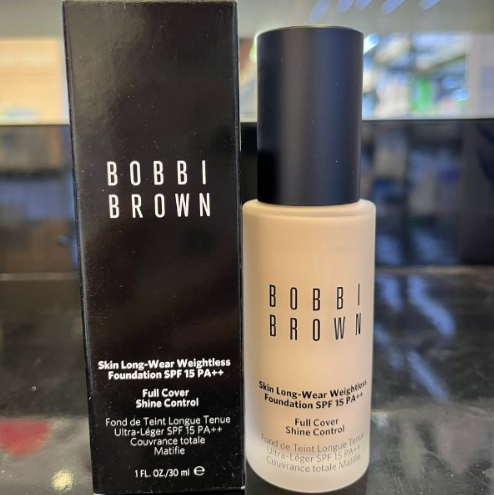 BOBBI
BROWN
Skin Long-Wear Weightless
Foundation SPF 15 PA++
Full Cover
Shine Control
Fond de Teint Longue Tenue
Ultra-Léger SPF 15 PA++
Couvrance totale
Matifie
1 FL. OZ./30 ml e
BOBBI
BROWN
Skin Long-Wear Weightless
Foundation SPF 15 PA++
Full Cover
Shine Control
Fond de Teint Longue Tenue
Ultra-Léger SPF 15 PA++
Couvrance totale Matifie